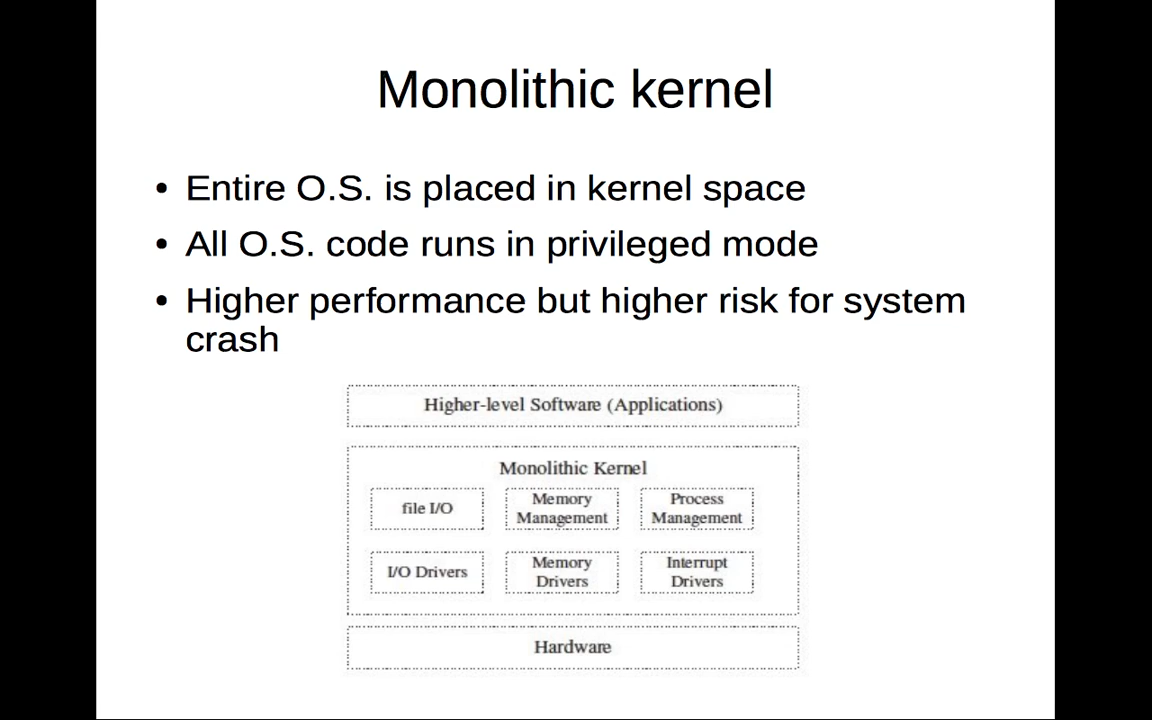 Monolithic kernel
• Entire O.S. is placed in kernel space
• All O.S. code runs in privileged mode
• Higher performance but higher risk for system
crash
Higher-level Software (Applications)
Monolithic Kernel
file I/O
Memory
Management
Process
Management
I/O Drivers
Memory
Drivers
Interrupt
Drivers
Hardware